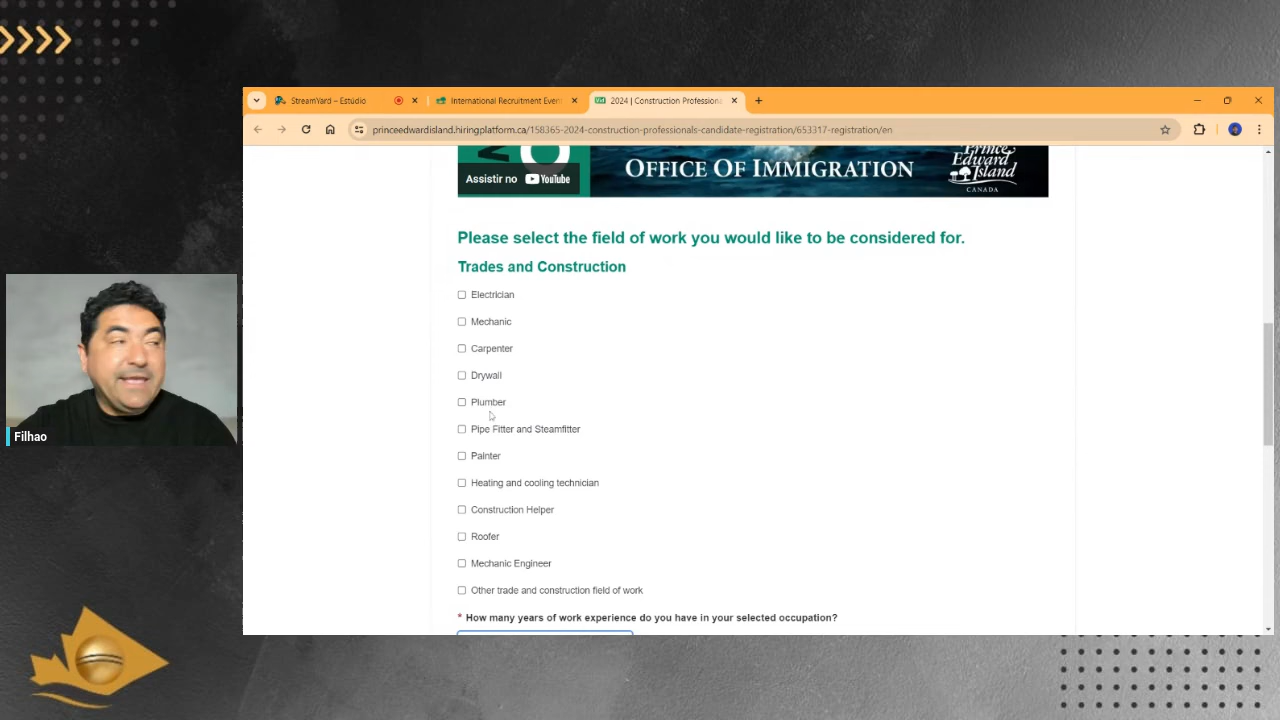 StreamYard – Estúdio
International Recruitment Even
2024 | Construction Professiona
princeedwardisland.hiringplatform.ca/158365-2024-construction-professionals-candidate-registration/653317-registration/en
Assistir no YouTube
OFFICE OF IMMIGRATION
Prince
Edward
Island
CANADA
Please select the field of work you would like to be considered for.
Trades and Construction
Electrician
Mechanic
Carpenter
Drywall
Plumber
Pipe Fitter and Steamfitter
Painter
Heating and cooling technician
Construction Helper
Roofer
Mechanic Engineer
Other trade and construction field of work
* How many years of work experience do you have in your selected occupation?
Filhao